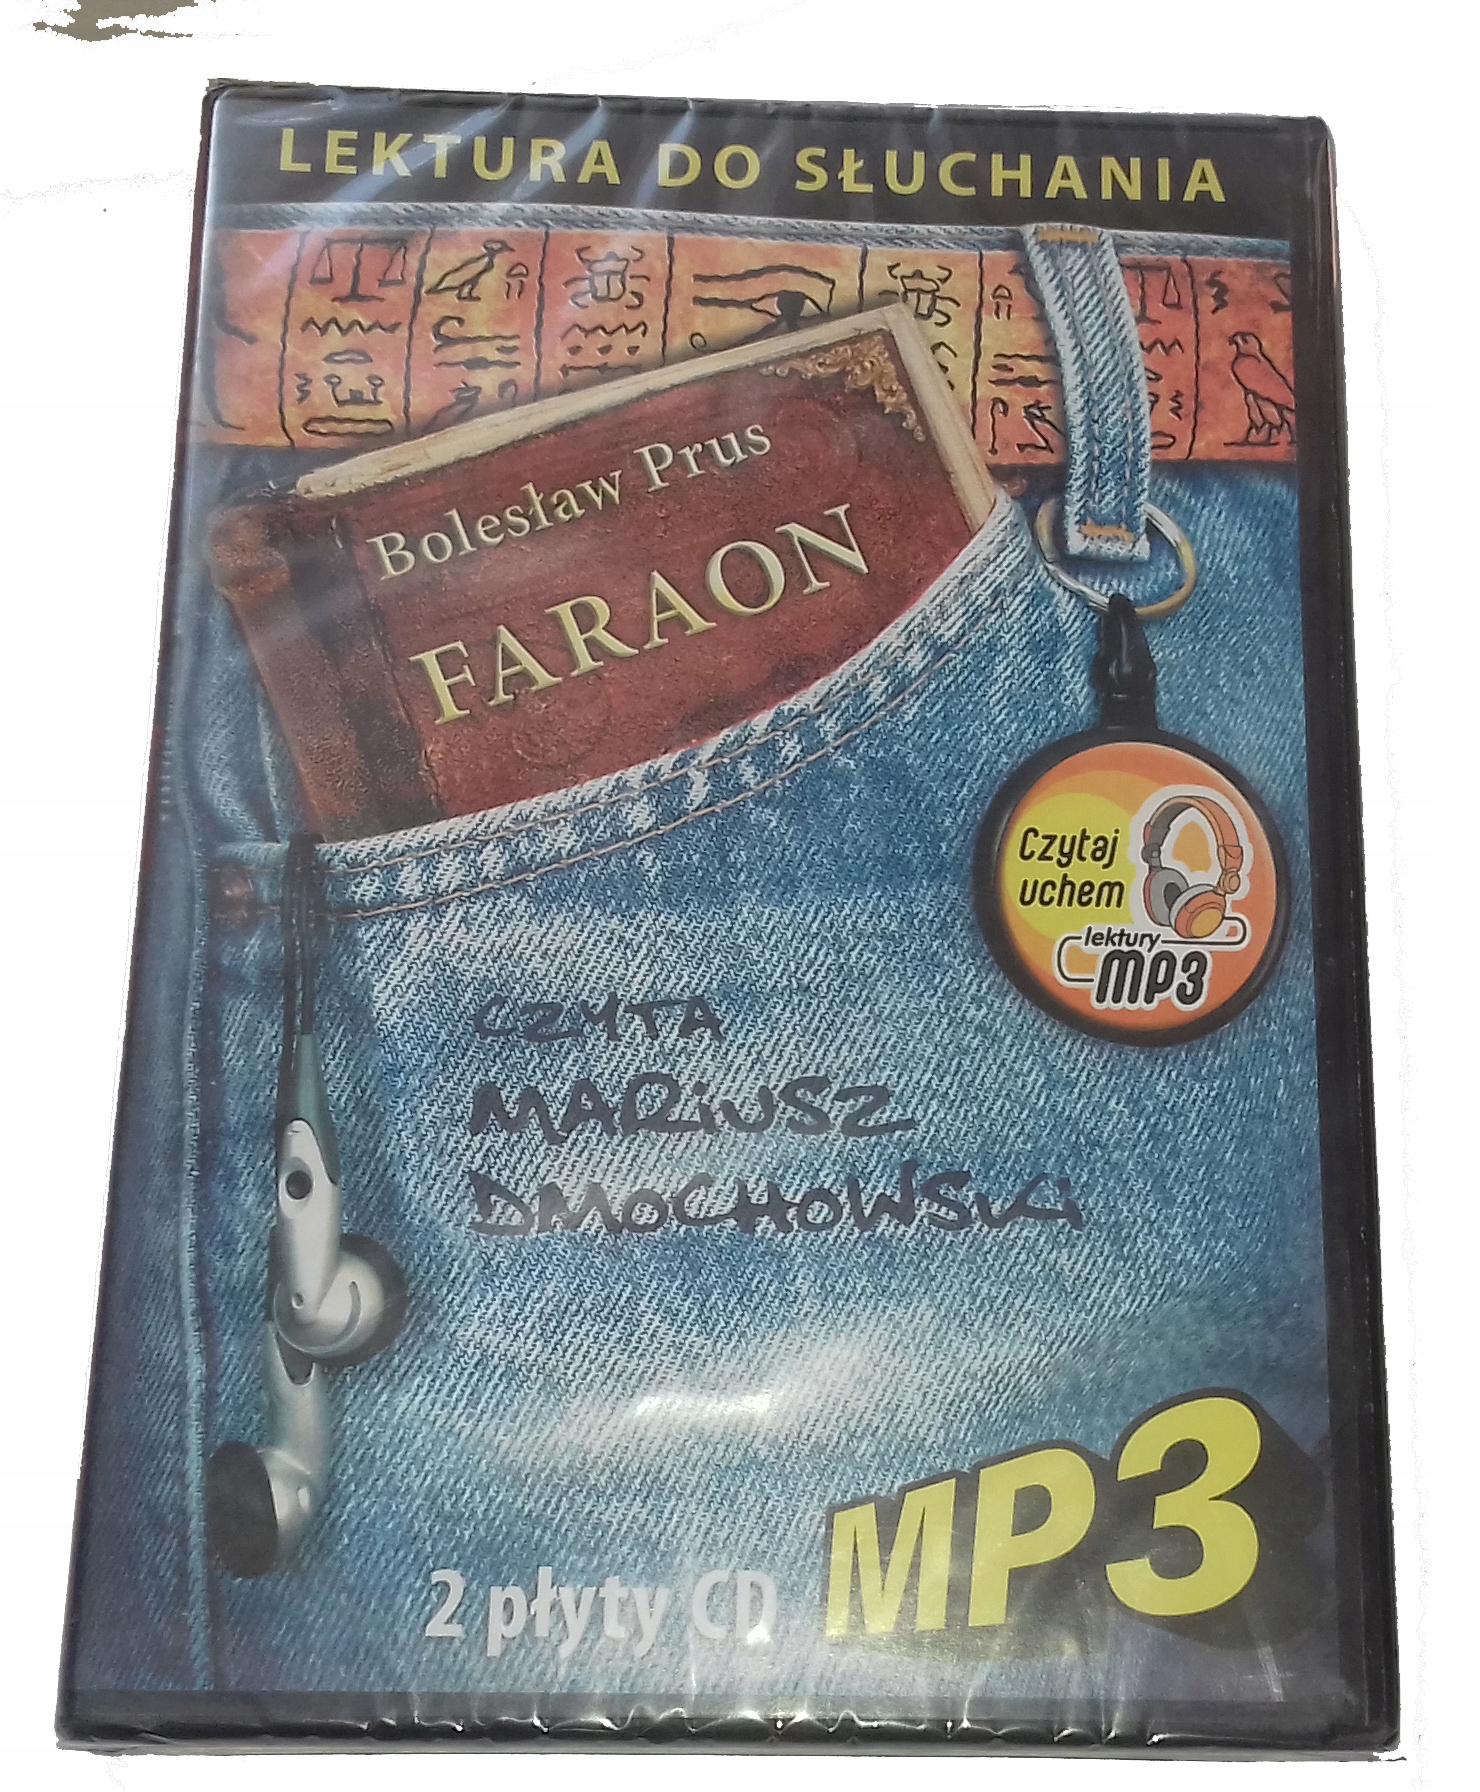 LEKTURA DO SŁUCHANIA
Bolesław Prus
FARAON
Czytaj
uchem
lektury
MP3
CZYTA
MARiUSZ
DMOCHOWSKi
2 płyty CD
MP3